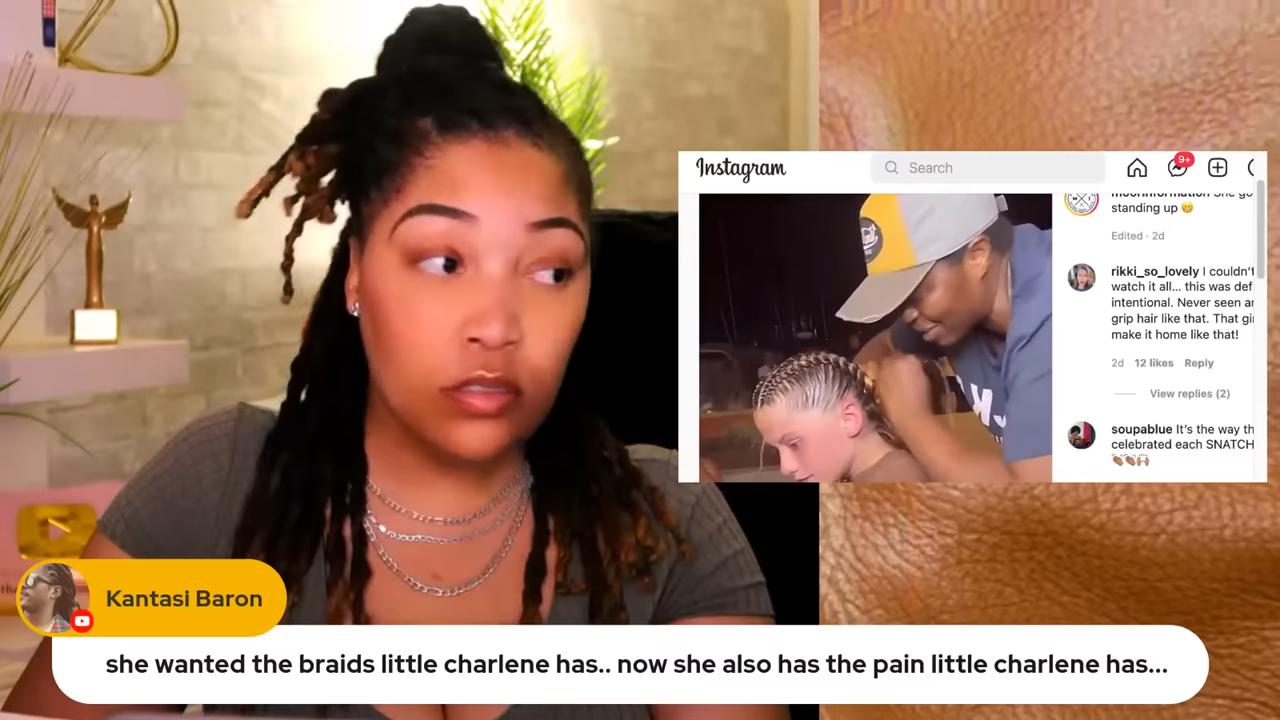 Instagram
Search
9+
She go
standing up
Edited · 2d
rikki_so_lovely I couldn't
watch it all... this was def
intentional. Never seen
grip hair like that. That
make it home like that!
2d 12 likes Reply
View replies (2)
soupablue It's the way
celebrated each SNATCH
Kantasi Baron
she wanted the braids little charlene has.. now she also has the pain little charlene has...